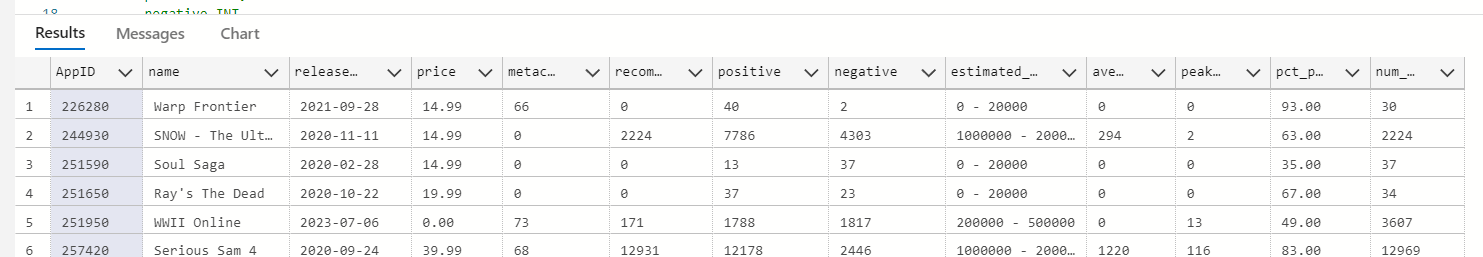 18 negative INT
Results Messages Chart
AppID name release… price metac… recom… positive negative estimated_… ave… peak… pct_p… num_…
1 226280 Warp Frontier 2021-09-28 14.99 66 0 40 2 0 - 20000 0 0 93.00 30
2 244930 SNOW - The Ult… 2020-11-11 14.99 0 2224 7786 4303 1000000 - 2000… 294 2 63.00 2224
3 251590 Soul Saga 2020-02-28 14.99 0 0 13 37 0 - 20000 0 0 35.00 37
4 251650 Ray's The Dead 2020-10-22 19.99 0 0 37 23 0 - 20000 0 0 67.00 34
5 251950 WWII Online 2023-07-06 0.00 73 171 1788 1817 200000 - 500000 0 13 49.00 3607
6 257420 Serious Sam 4 2020-09-24 39.99 68 12931 12178 2446 1000000 - 2000… 1220 116 83.00 12969